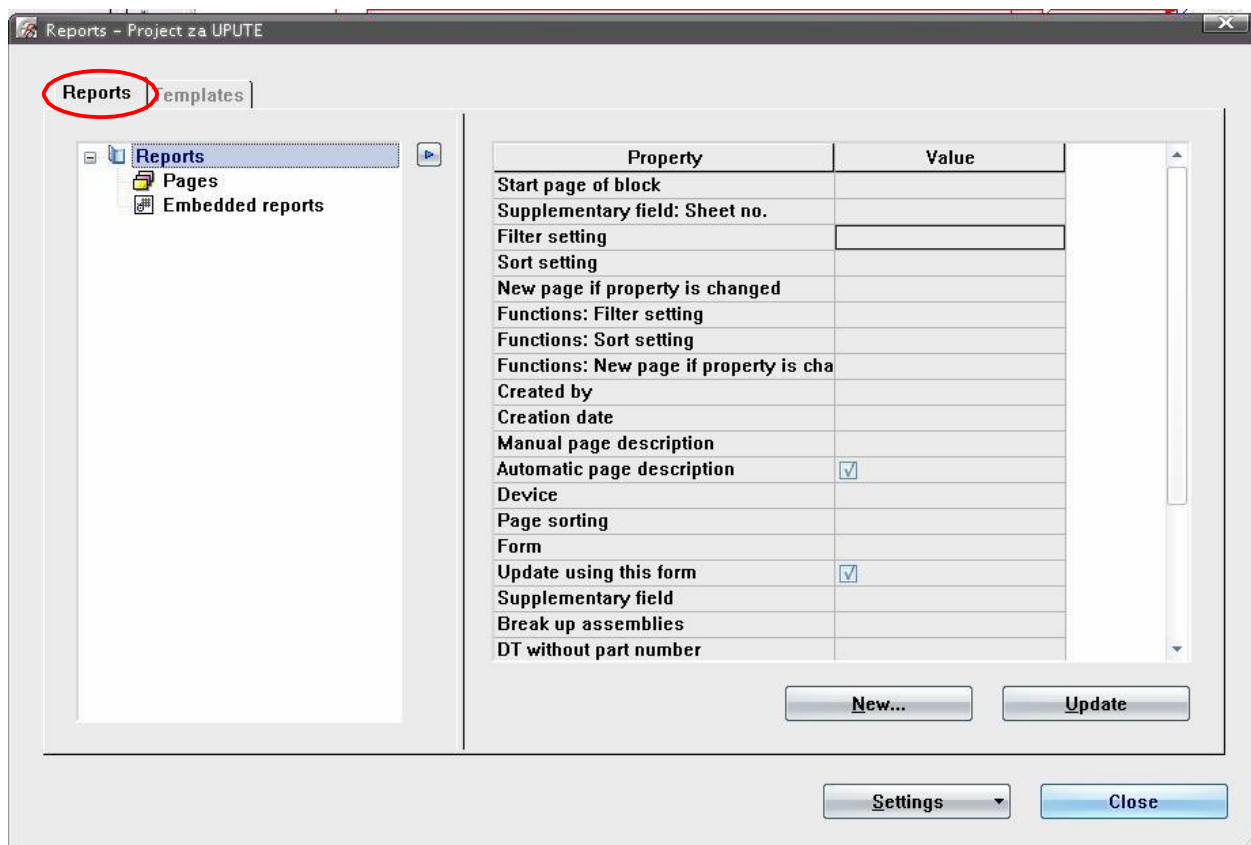 Reports – Project za UPUTE
Reports
Templates
Reports
Pages
Embedded reports
Property Value
Start page of block
Supplementary field: Sheet no.
Filter setting
Sort setting
New page if property is changed
Functions: Filter setting
Functions: Sort setting
Functions: New page if property is cha
Created by
Creation date
Manual page description
Automatic page description
Device
Page sorting
Form
Update using this form
Supplementary field
Break up assemblies
DT without part number
New... Update
Settings Close